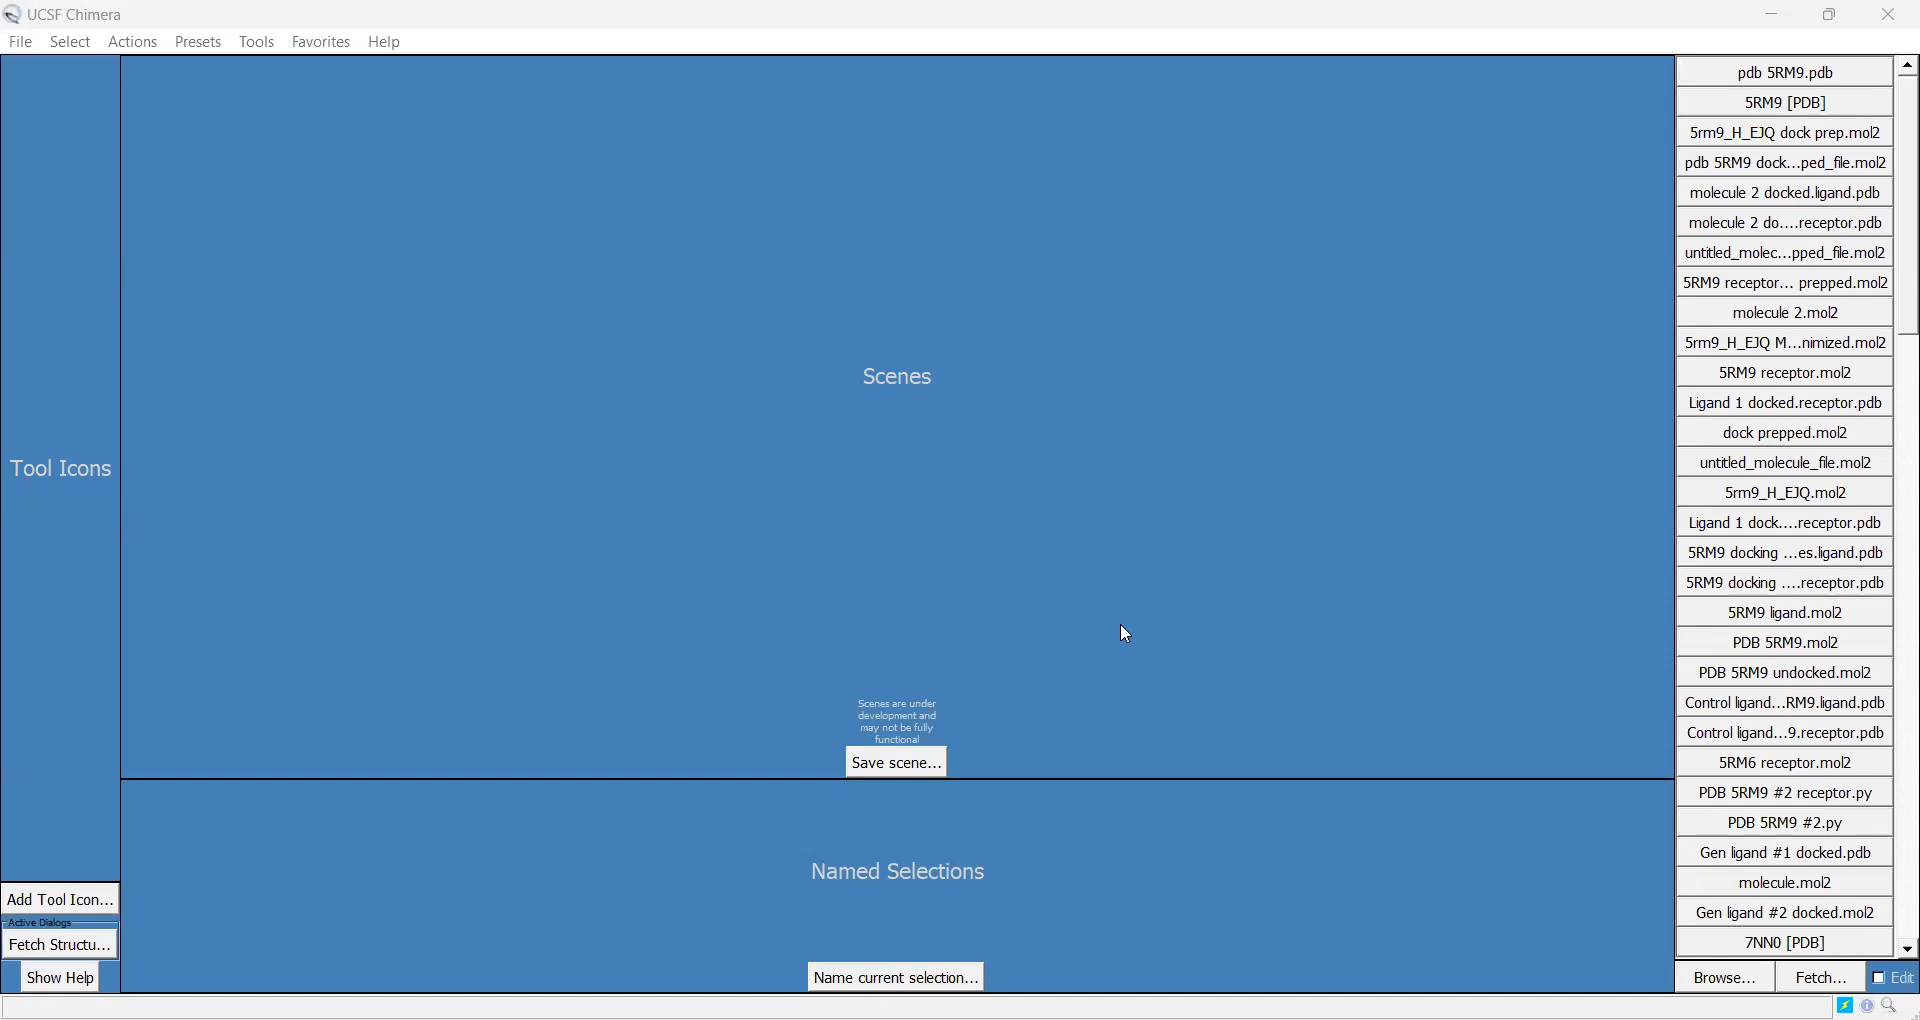 UCSF Chimera
File Select Actions Presets Tools Favorites Help
Tool Icons
Add Tool Icon...
Active Dialogs
Fetch Structu...
Show Help
Scenes
Scenes are under
development and
may not be fully
functional
Save scene...
Named Selections
Name current selection...
pdb 5RM9.pdb
5RM9 [PDB]
5rm9_H_EJQ dock prep.mol2
pdb 5RM9 dock...ped_file.mol2
molecule 2 docked.ligand.pdb
molecule 2 do....receptor.pdb
untitled_molec...pped_file.mol2
5RM9 receptor... prepped.mol2
molecule 2.mol2
5rm9_H_EJQ M...nimized.mol2
5RM9 receptor.mol2
Ligand 1 docked.receptor.pdb
dock prepped.mol2
untitled_molecule_file.mol2
5rm9_H_EJQ.mol2
Ligand 1 dock....receptor.pdb
5RM9 docking ...es.ligand.pdb
5RM9 docking ....receptor.pdb
5RM9 ligand.mol2
PDB 5RM9.mol2
PDB 5RM9 undocked.mol2
Control ligand...RM9.ligand.pdb
Control ligand...9.receptor.pdb
5RM6 receptor.mol2
PDB 5RM9 #2 receptor.py
PDB 5RM9 #2.py
Gen ligand #1 docked.pdb
molecule.mol2
Gen ligand #2 docked.mol2
7NN0 [PDB]
Browse... Fetch... Edit